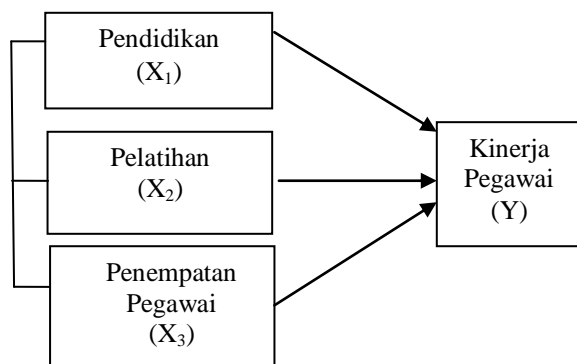 Pendidikan
(X₁)
Pelatihan
(X₂)
Penempatan
Pegawai
(X₃)
Kinerja
Pegawai
(Y)